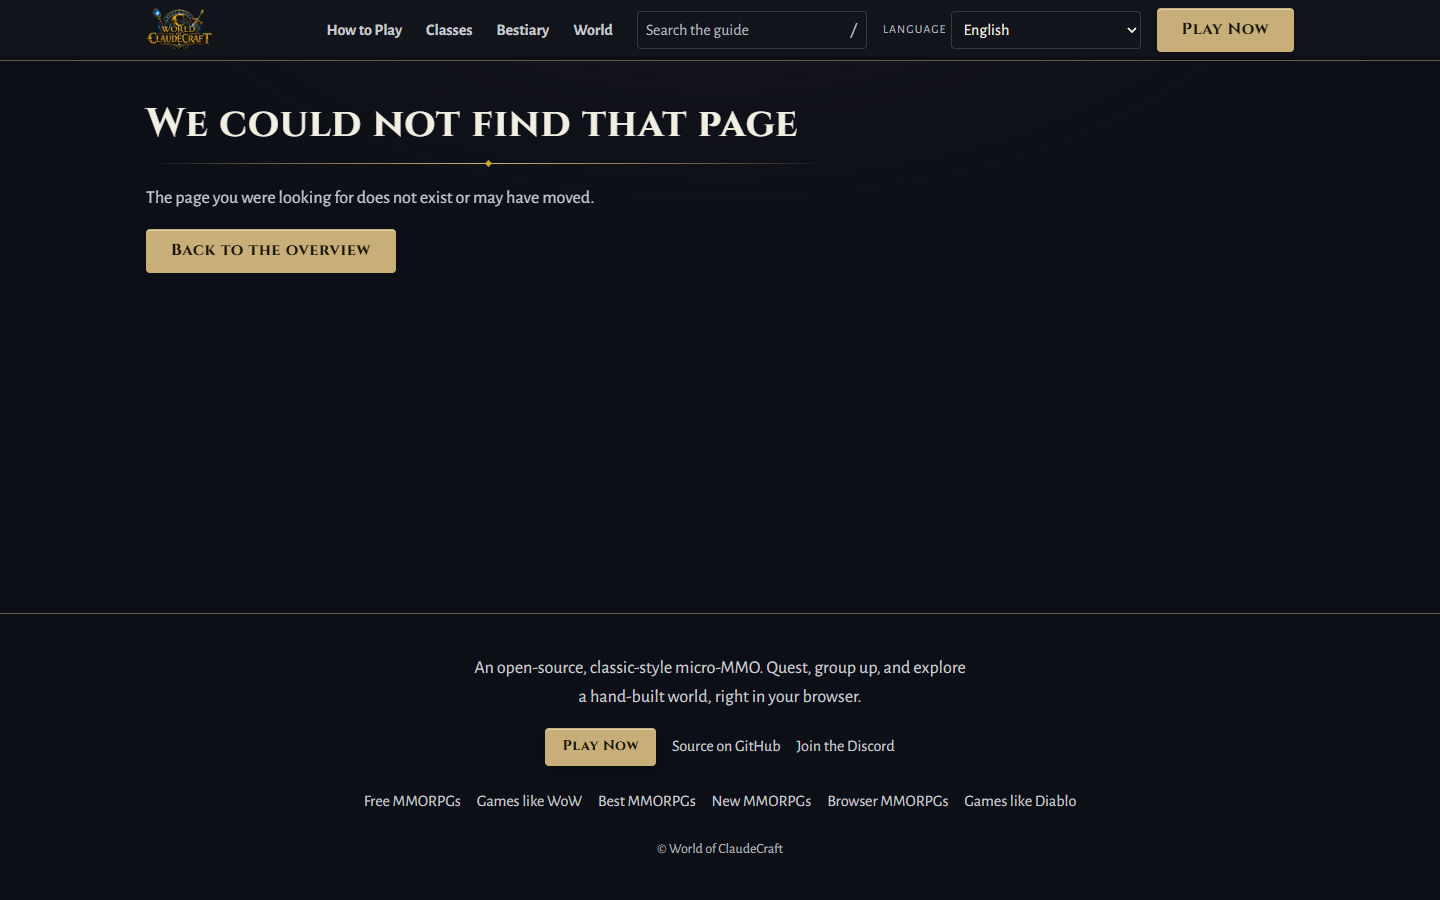 WORLD
CLAUDECRAFT
How to Play
Classes
Bestiary
World
Search the guide /
LANGUAGE
English
Play Now
We could not find that page
The page you were looking for does not exist or may have moved.
Back to the overview
An open-source, classic-style micro-MMO. Quest, group up, and explore
a hand-built world, right in your browser.
Play Now
Source on GitHub
Join the Discord
Free MMORPGs
Games like WoW
Best MMORPGs
New MMORPGs
Browser MMORPGs
Games like Diablo
© World of ClaudeCraft